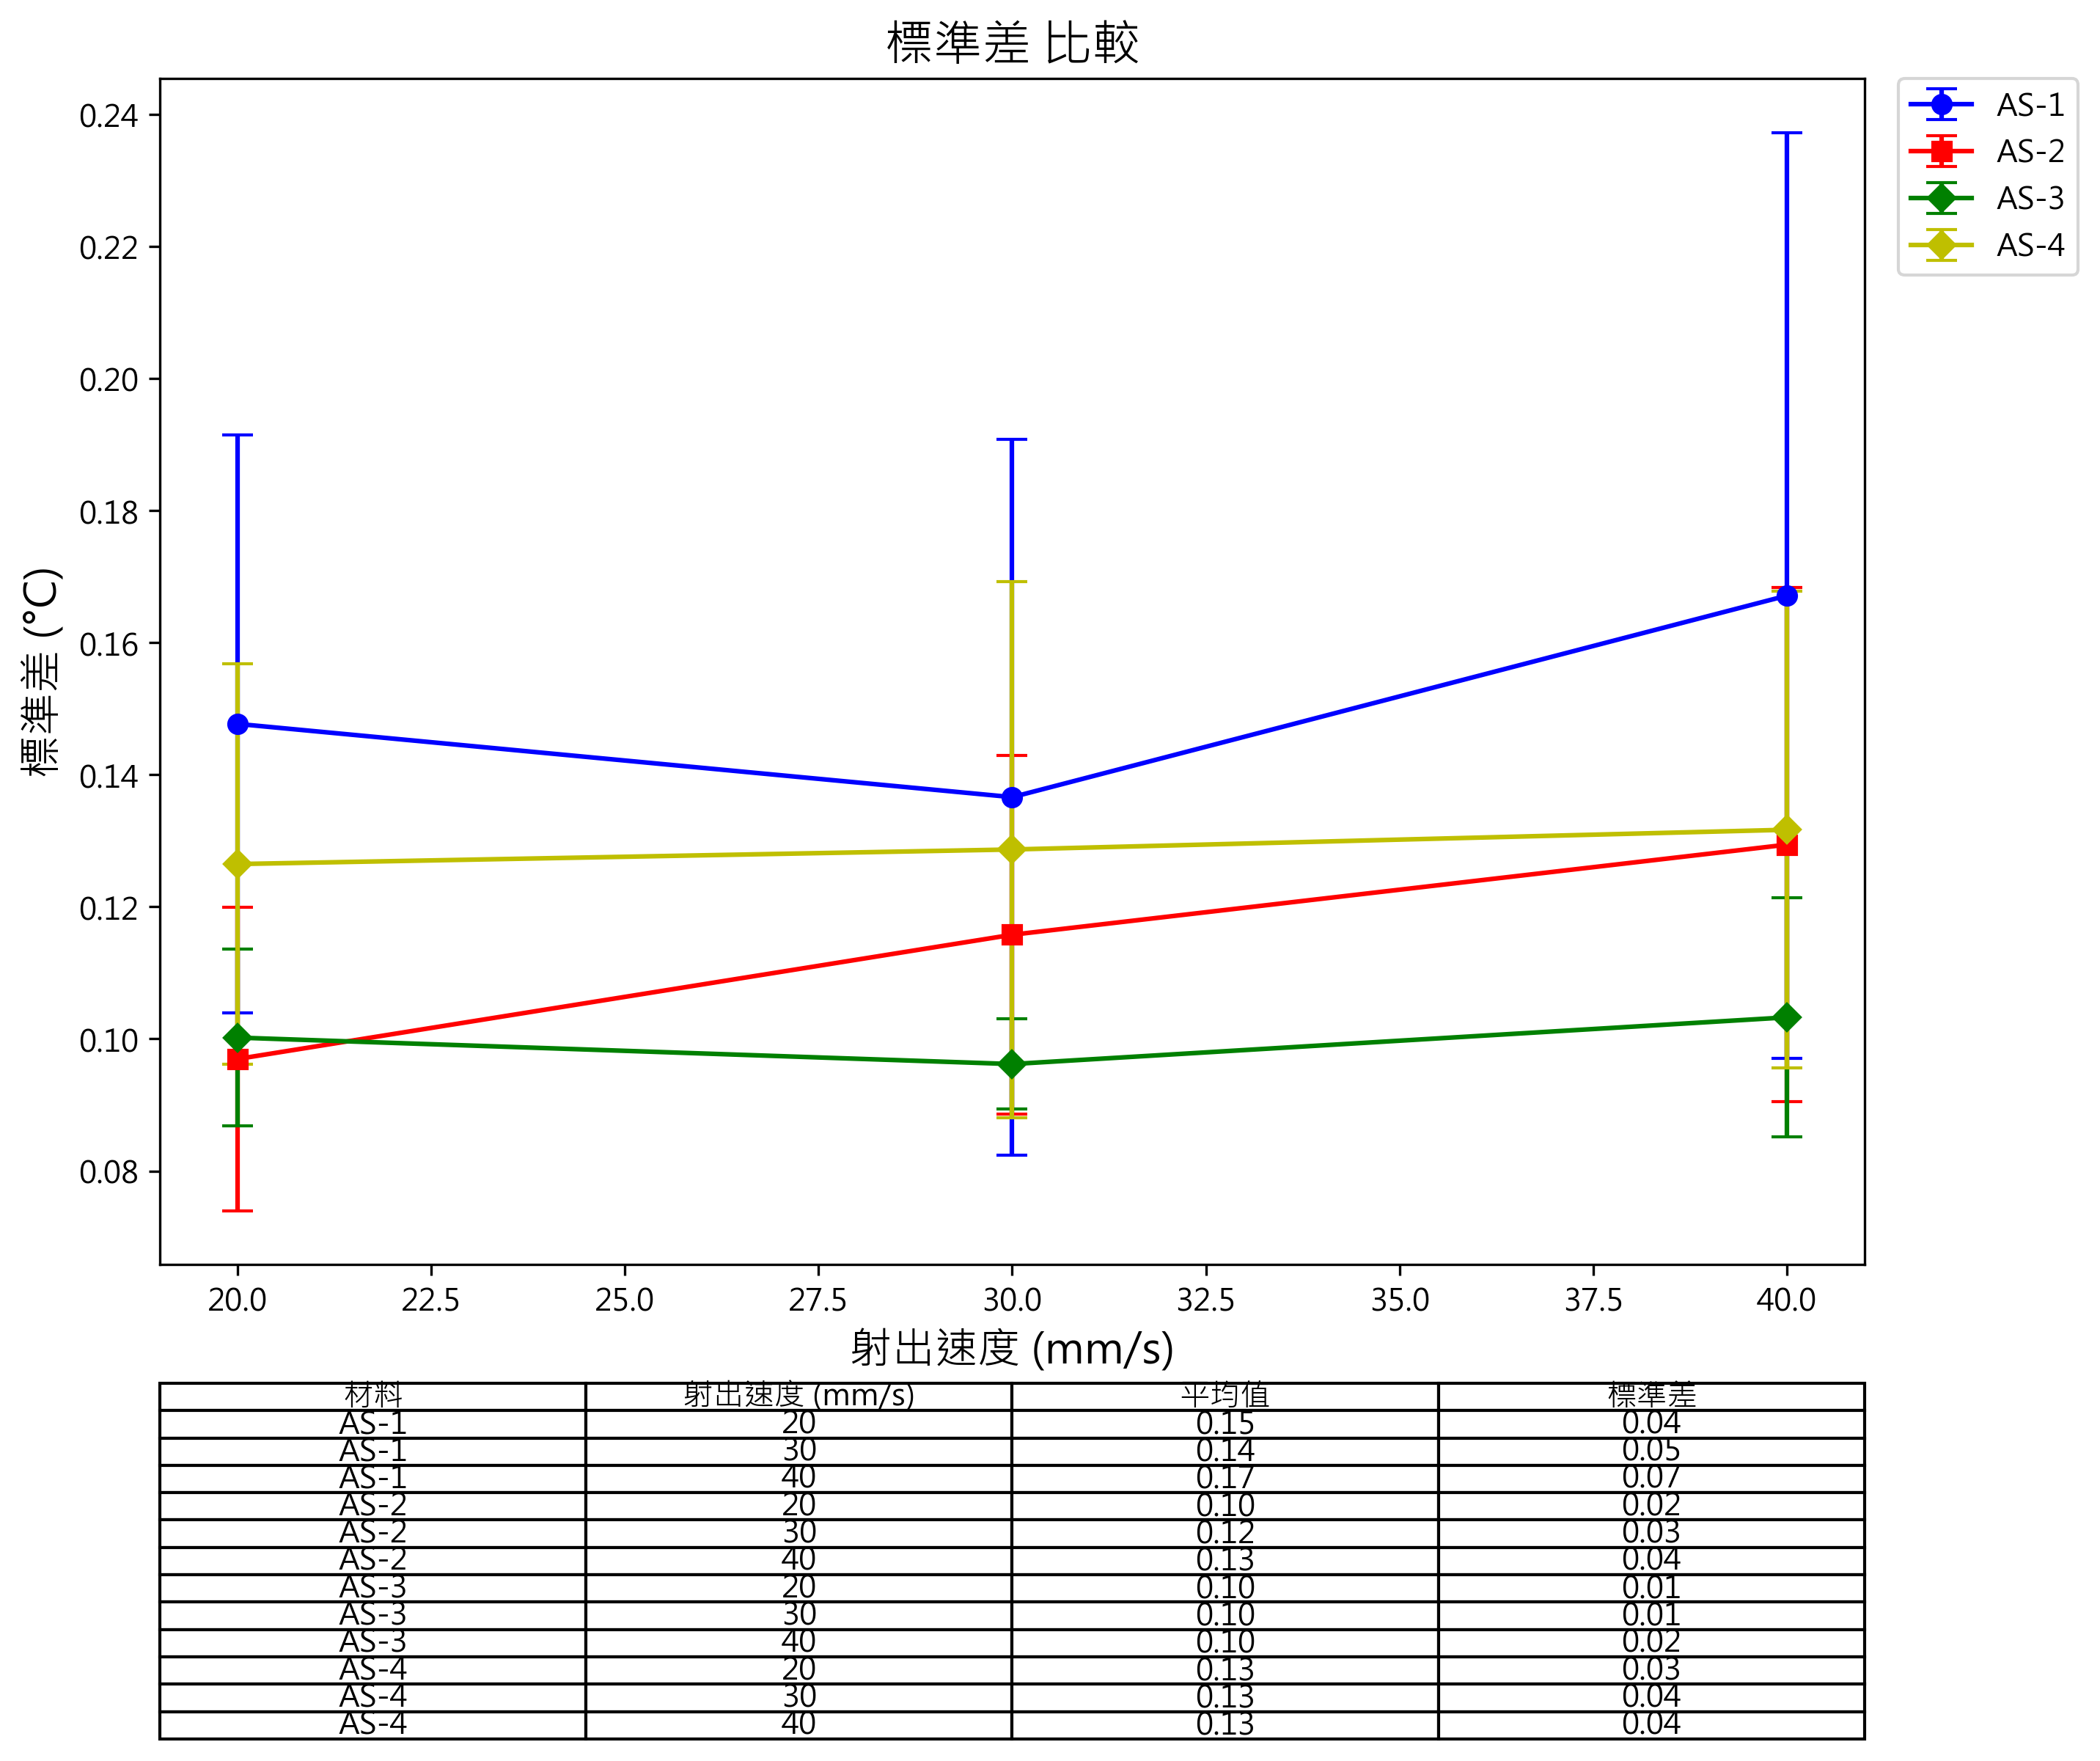 標準差 比較
0.24
0.22
0.20
0.18
0.16
0.14
0.12
0.10
0.08
標準差 (°C)
20.0 22.5 25.0 27.5 30.0 32.5 35.0 37.5 40.0
射出速度 (mm/s)
AS-1
AS-2
AS-3
AS-4
材料 射出速度 (mm/s) 平均值 標準差
AS-1 20 0.15 0.04
AS-1 30 0.14 0.05
AS-1 40 0.17 0.07
AS-2 20 0.10 0.02
AS-2 30 0.12 0.03
AS-2 40 0.13 0.04
AS-3 20 0.10 0.01
AS-3 30 0.10 0.01
AS-3 40 0.10 0.02
AS-4 20 0.13 0.03
AS-4 30 0.13 0.04
AS-4 40 0.13 0.04